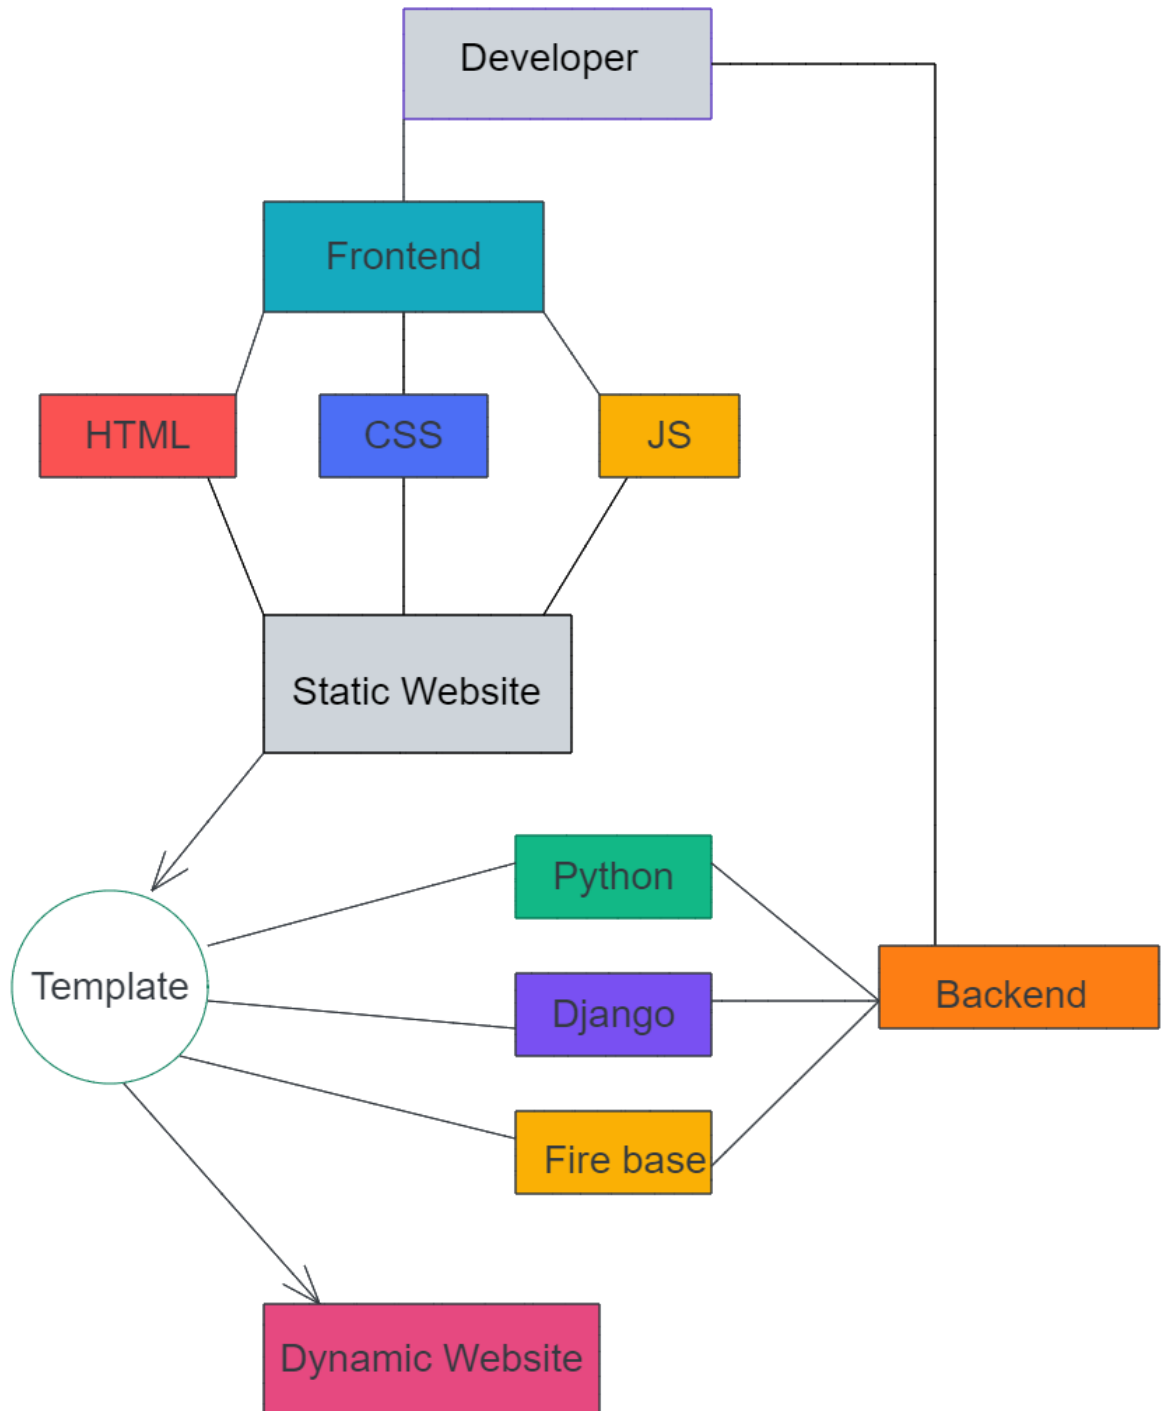 Developer
Frontend
HTML
CSS
JS
Static Website
Python
Template
Django
Backend
Fire base
Dynamic Website